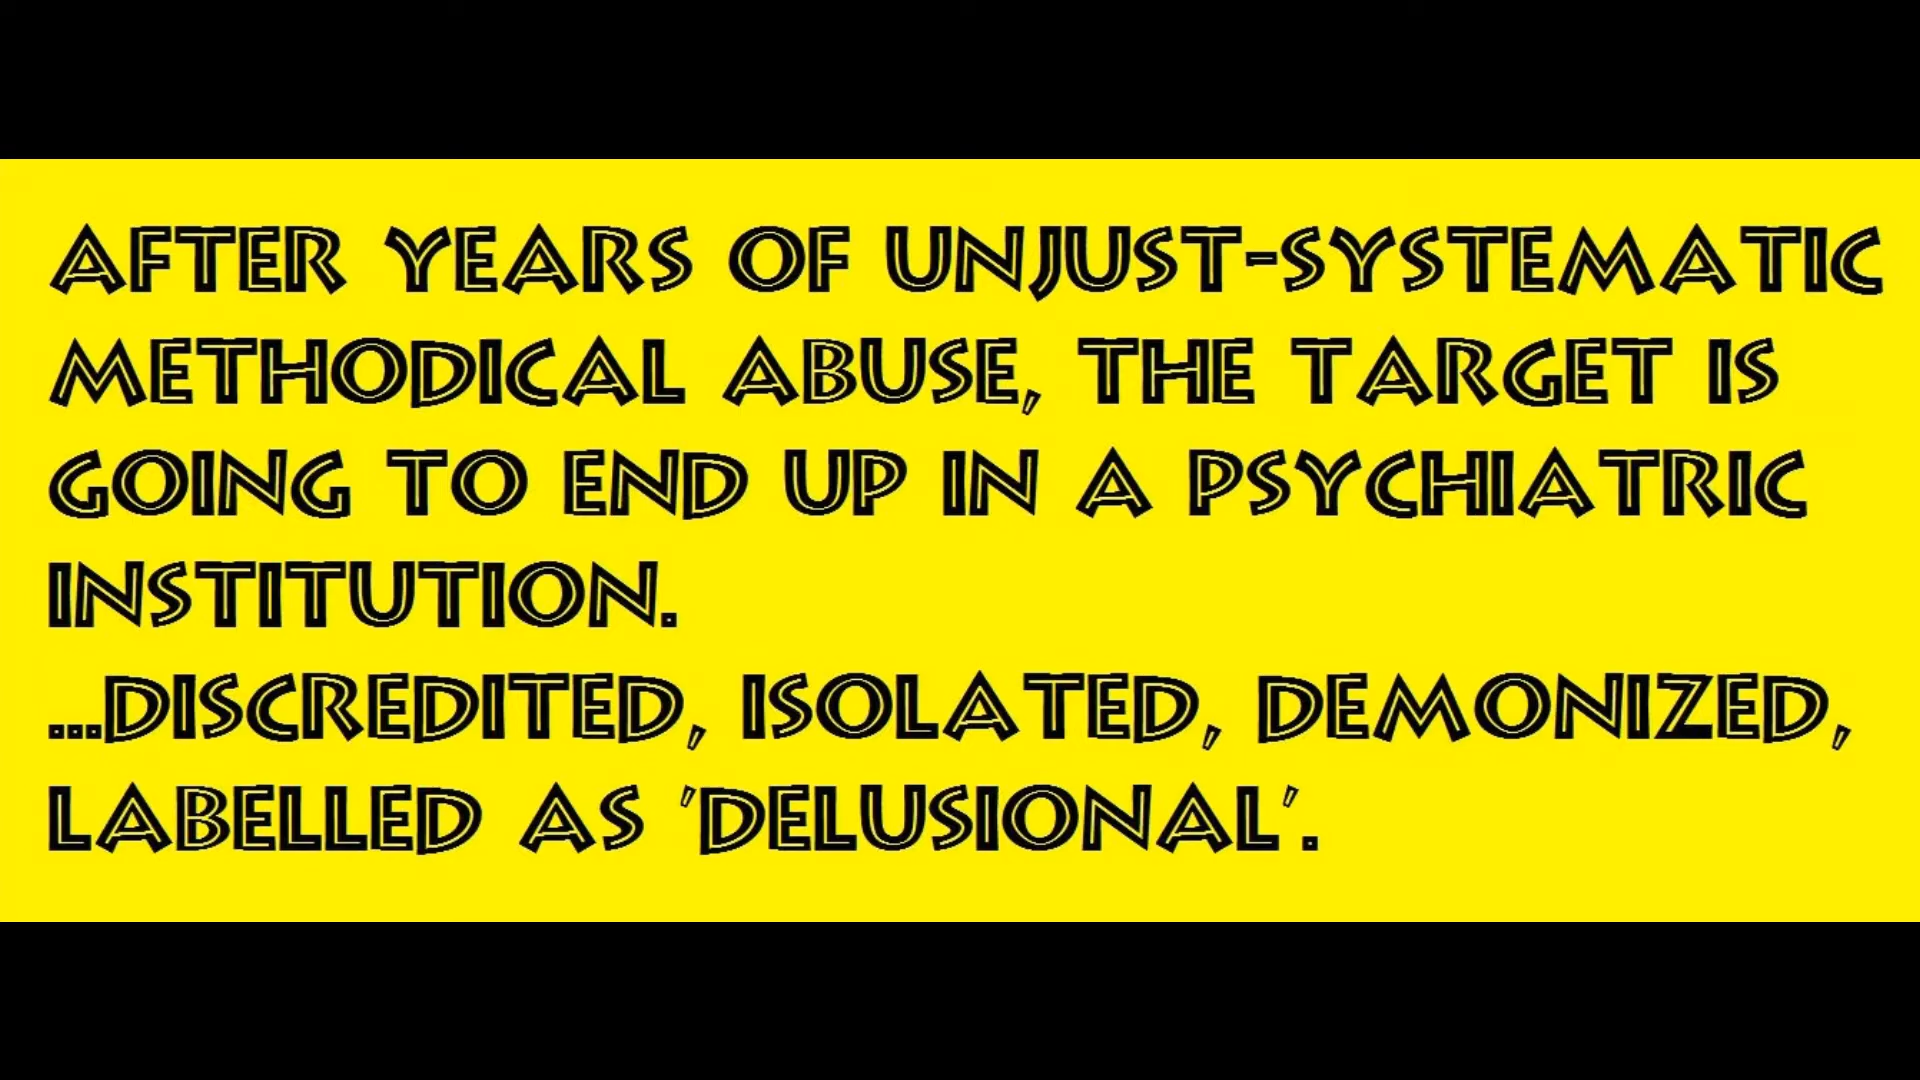 AFTER YEARS OF UNJUST-SYSTEMATIC
METHODICAL ABUSE, THE TARGET IS
GOING TO END UP IN A PSYCHIATRIC
INSTITUTION.
...DISCREDITED, ISOLATED, DEMONIZED,
LABELLED AS 'DELUSIONAL'.